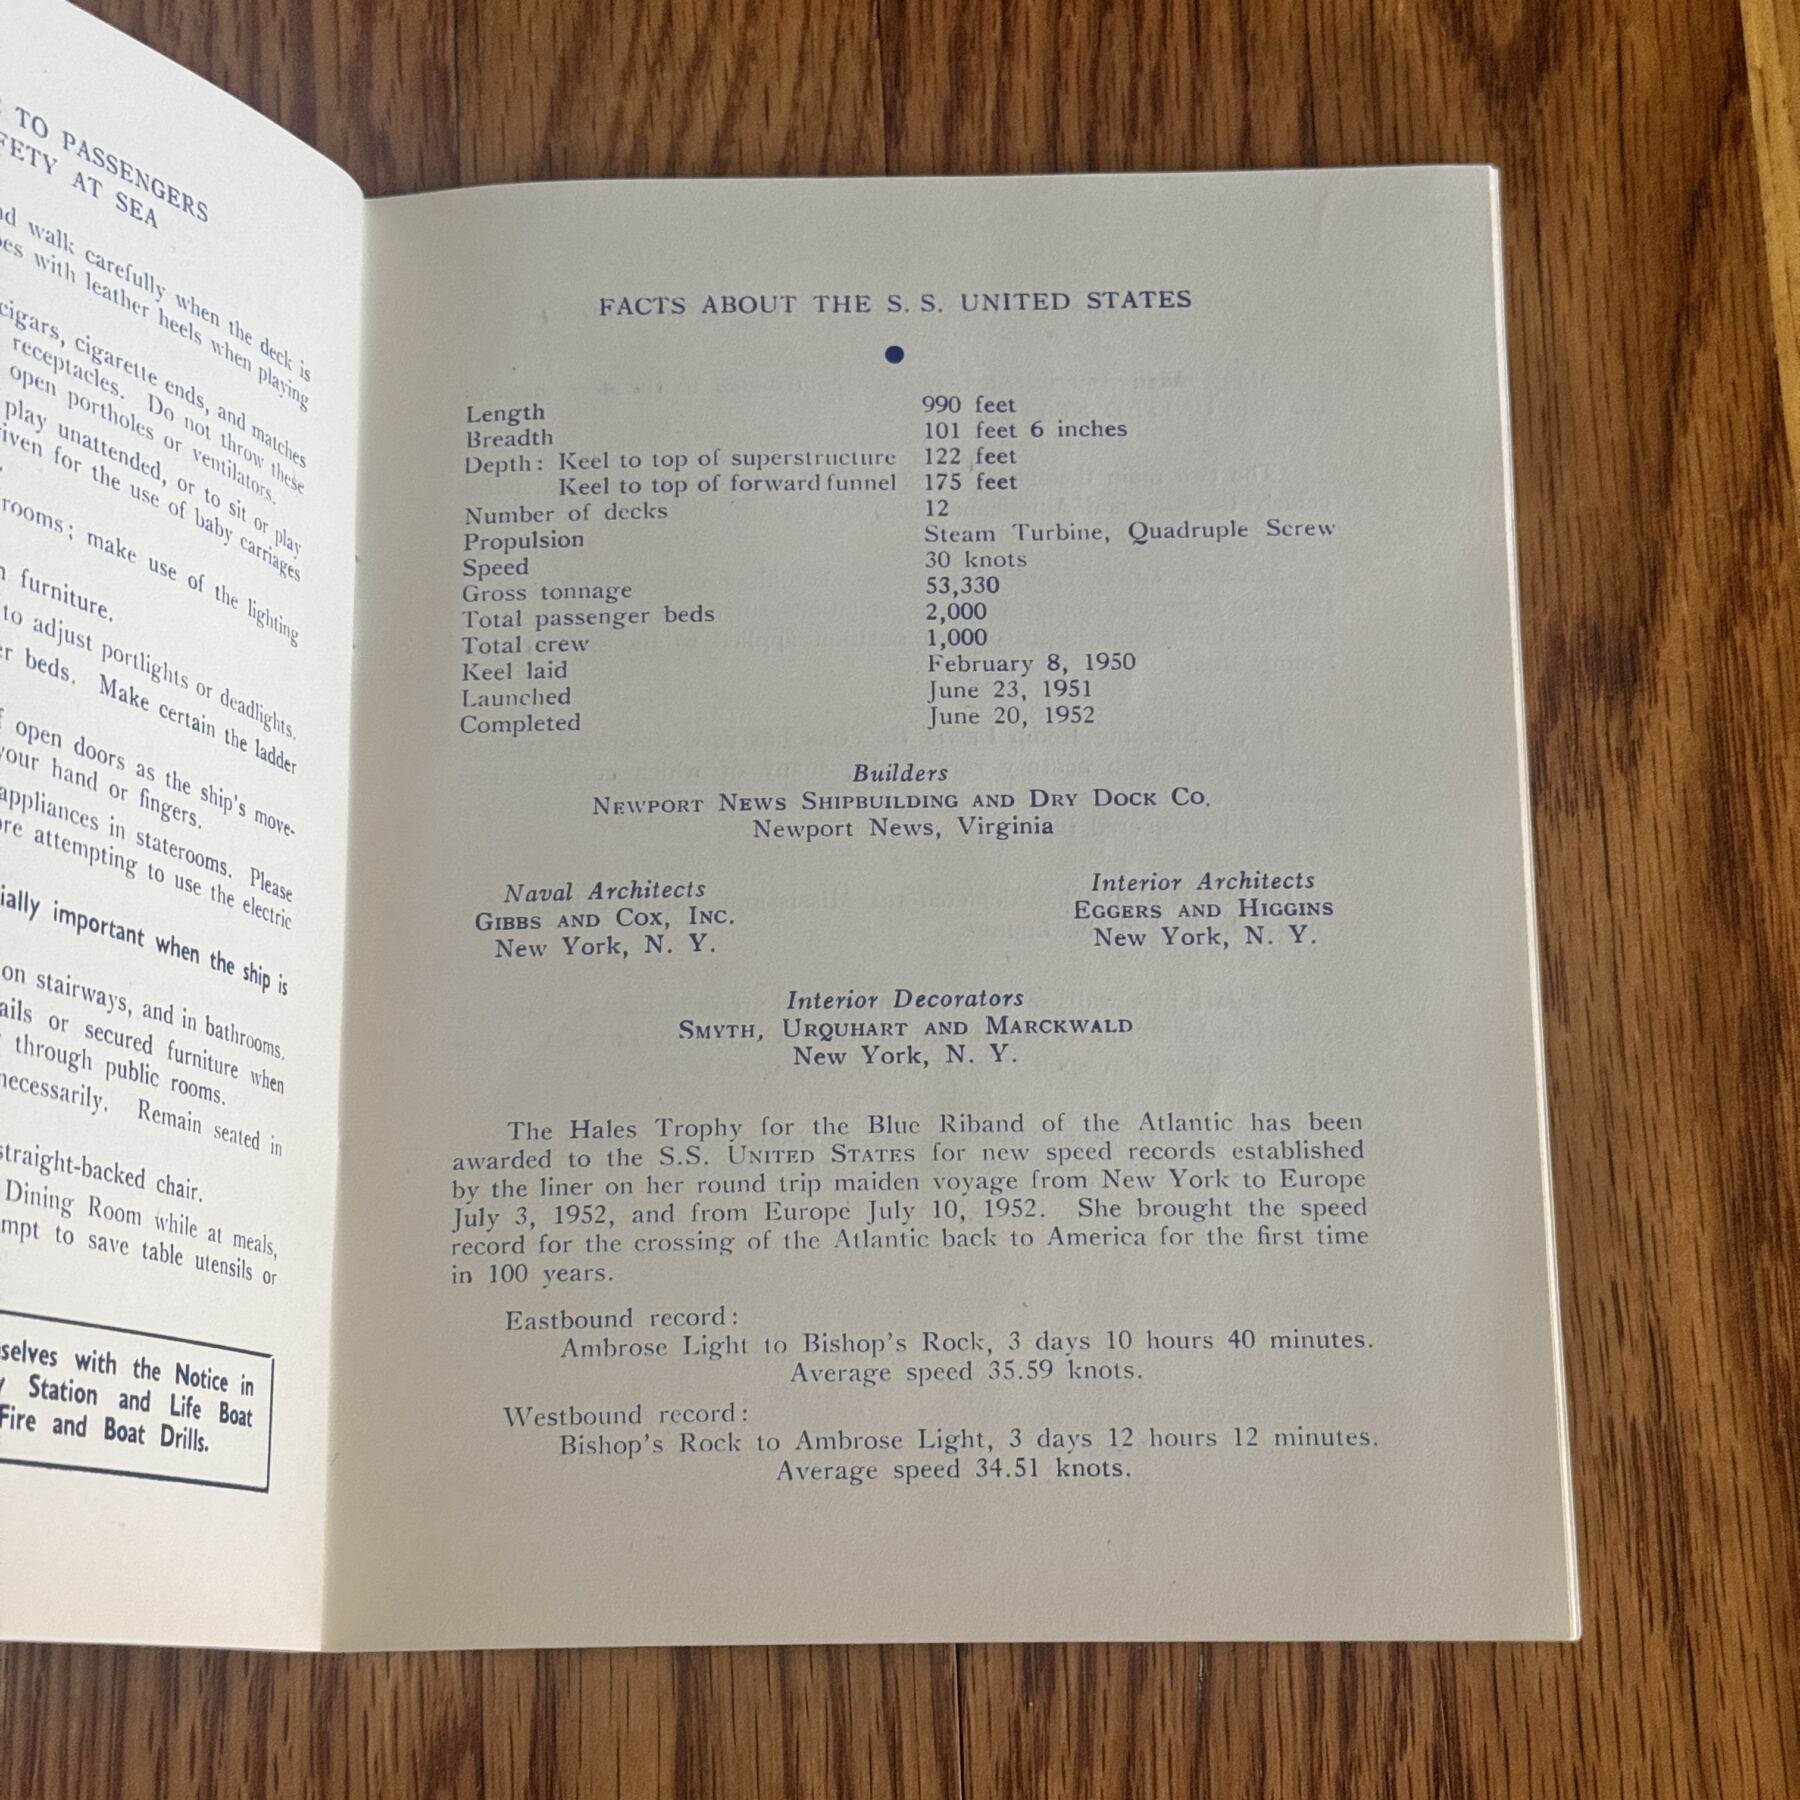 TO PASSENGERS
AT SEA
walk carefully when the deck is
with leather heels when playing
cigars, cigarette ends, and matches
receptacles. Do not throw these
open portholes or ventilators.
play unattended, or to sit or play
for the use of baby carriages
rooms; make use of the lighting
furniture.
to adjust portlights or deadlights.
beds. Make certain the ladder
open doors as the ship's move-
your hand or fingers.
appliances in staterooms. Please
attempting to use the electric
important when the ship is
on stairways, and in bathrooms.
or secured furniture when
through public rooms.
Remain seated in
straight-backed chair.
Dining Room while at meals,
to save table utensils or
with the Notice in
Station and Life Boat
Fire and Boat Drills.
FACTS ABOUT THE S. S. UNITED STATES
Length 990 feet
Breadth 101 feet 6 inches
Depth: Keel to top of superstructure 122 feet
Keel to top of forward funnel 175 feet
Number of decks 12
Propulsion Steam Turbine, Quadruple Screw
Speed 30 knots
Gross tonnage 53,330
Total passenger beds 2,000
Total crew 1,000
Keel laid February 8, 1950
Launched June 23, 1951
Completed June 20, 1952
Builders
NEWPORT NEWS SHIPBUILDING AND DRY DOCK CO.
Newport News, Virginia
Naval Architects
GIBBS AND COX, INC.
New York, N. Y.
Interior Architects
EGGERS AND HIGGINS
New York, N. Y.
Interior Decorators
SMYTH, URQUHART AND MARCKWALD
New York, N. Y.
The Hales Trophy for the Blue Riband of the Atlantic has been
awarded to the S.S. UNITED STATES for new speed records established
by the liner on her round trip maiden voyage from New York to Europe
July 3, 1952, and from Europe July 10, 1952. She brought the speed
record for the crossing of the Atlantic back to America for the first time
in 100 years.
Eastbound record:
Ambrose Light to Bishop's Rock, 3 days 10 hours 40 minutes.
Average speed 35.59 knots.
Westbound record:
Bishop's Rock to Ambrose Light, 3 days 12 hours 12 minutes.
Average speed 34.51 knots.